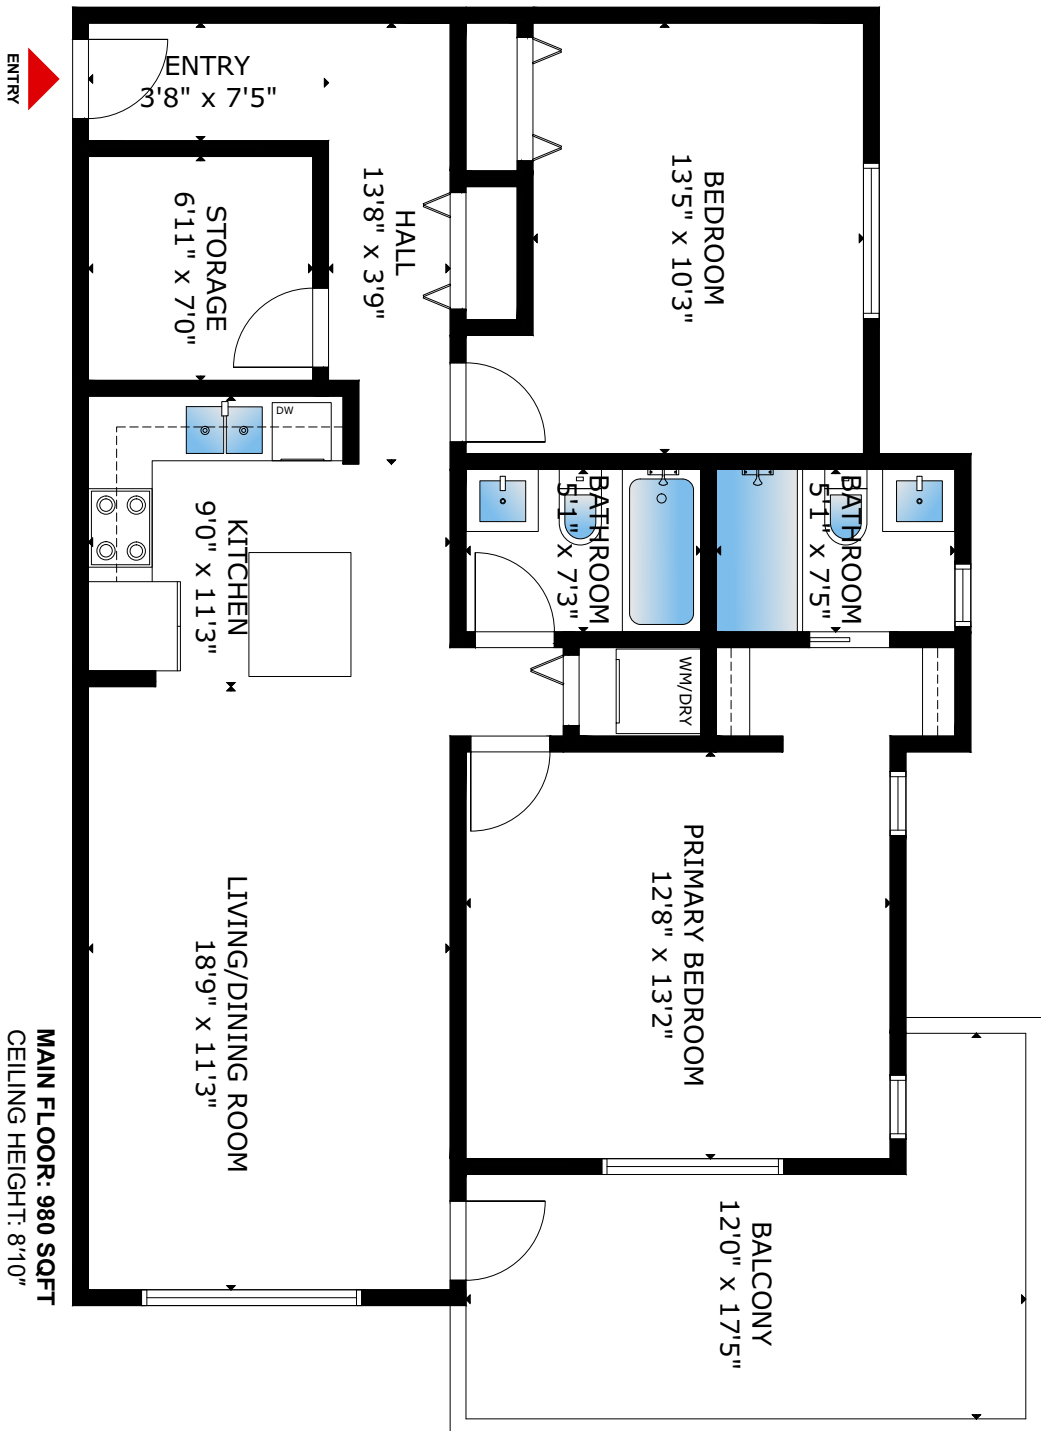 ENTRY
ENTRY
3'8" x 7'5"
STORAGE
6'11" x 7'0"
HALL
13'8" x 3'9"
BEDROOM
13'5" x 10'3"
DW
KITCHEN
9'0" x 11'3"
BATHROOM
5'1" x 7'3"
BATHROOM
5'1" x 7'5"
WM/DRY
PRIMARY BEDROOM
12'8" x 13'2"
LIVING/DINING ROOM
18'9" x 11'3"
BALCONY
12'0" x 17'5"
MAIN FLOOR: 980 SQFT
CEILING HEIGHT: 8'10"